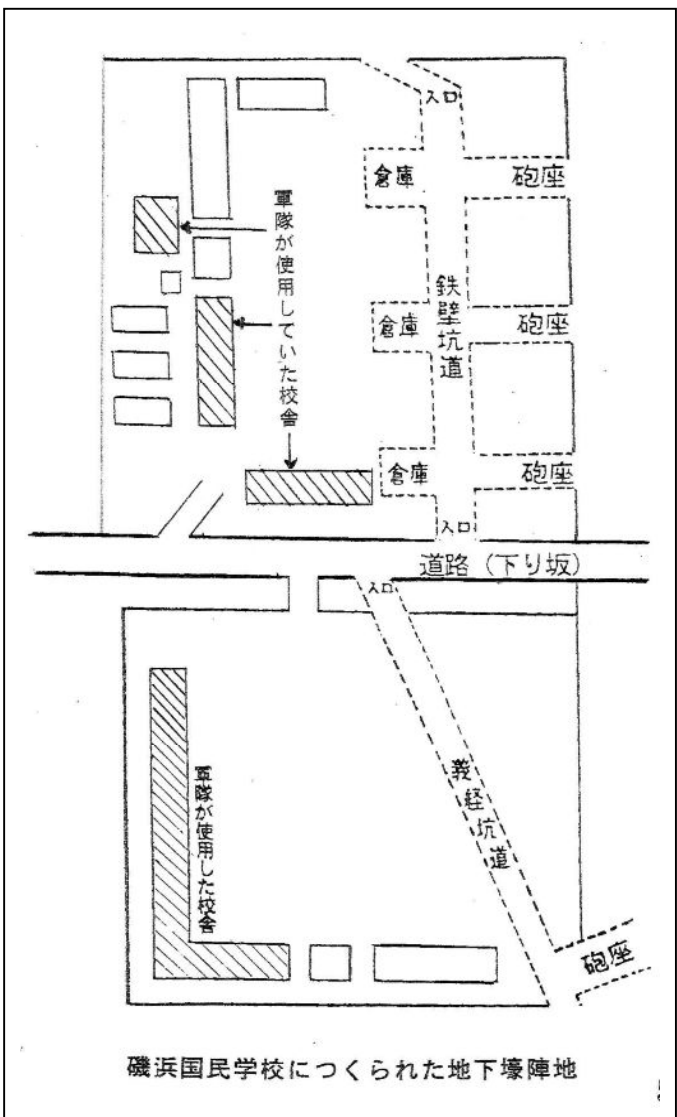 入口
倉庫
砲座
軍隊が使用していた校舎
鉄壁坑道
倉庫
砲座
倉庫
砲座
入口
道路（下り坂）
入口
義経坑道
軍隊が使用した校舎
砲座
磯浜国民学校につくられた地下壕陣地